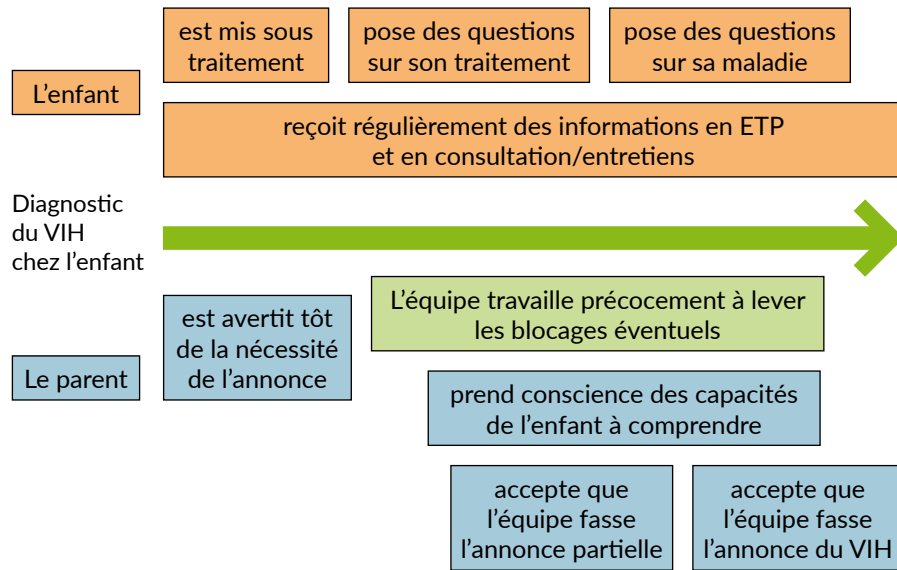 est mis sous
traitement
pose des questions
sur son traitement
pose des questions
sur sa maladie
L’enfant
reçoit régulièrement des informations en ETP
et en consultation/entretiens
Diagnostic
du VIH
chez l’enfant
est avertit tôt
de la nécessité
de l’annonce
L’équipe travaille précocement à lever
les blocages éventuels
Le parent
prend conscience des capacités
de l’enfant à comprendre
accepte que
l’équipe fasse
l’annonce partielle
accepte que
l’équipe fasse
l’annonce du VIH